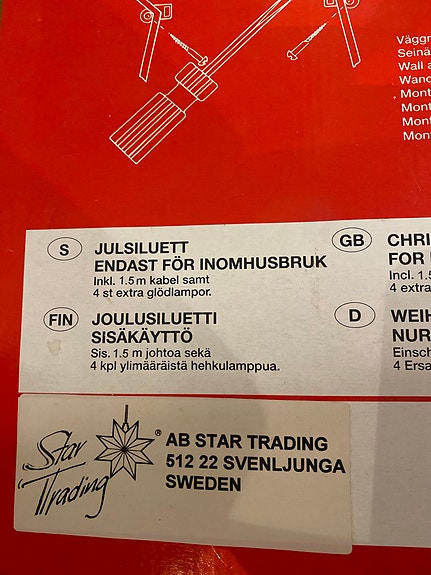 Väggm
Seinä
Wall a
Wand
Mont
Mont
Mont
Mont
S JULSILUETT
ENDAST FÖR INOMHUSBRUK
Inkl. 1.5 m kabel samt
4 st extra glödlampor.
FIN JOULUSILUETTI
SISÄKÄYTTÖ
Sis. 1.5 m johtoa sekä
4 kpl ylimääräistä hehkulamppua.
GB CHRI
FOR
Incl. 1.5
4 extra
D WEIH
NUR
Einsch
4 Ersa
Star Trading
®
AB STAR TRADING
512 22 SVENLJUNGA
SWEDEN